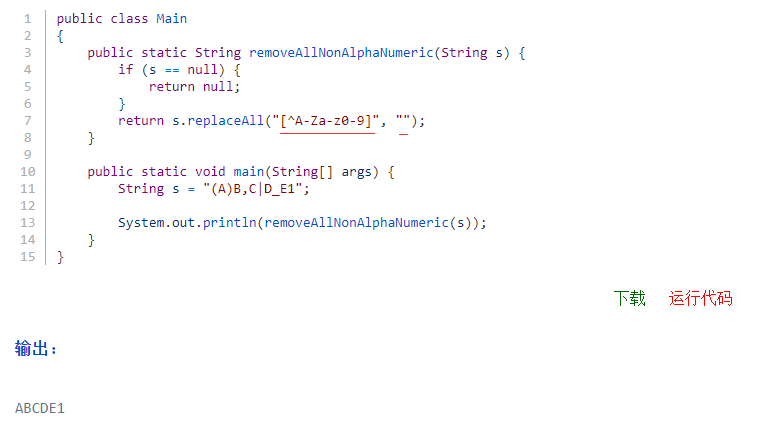 1 public class Main
2 {
3     public static String removeAllNonAlphaNumeric(String s) {
4         if (s == null) {
5             return null;
6         }
7         return s.replaceAll("[^A-Za-z0-9]", "");
8     }
9
10     public static void main(String[] args) {
11         String s = "(A)B,C|D_E1";
12
13         System.out.println(removeAllNonAlphaNumeric(s));
14     }
15 }
下载 运行代码
输出：
ABCDE1